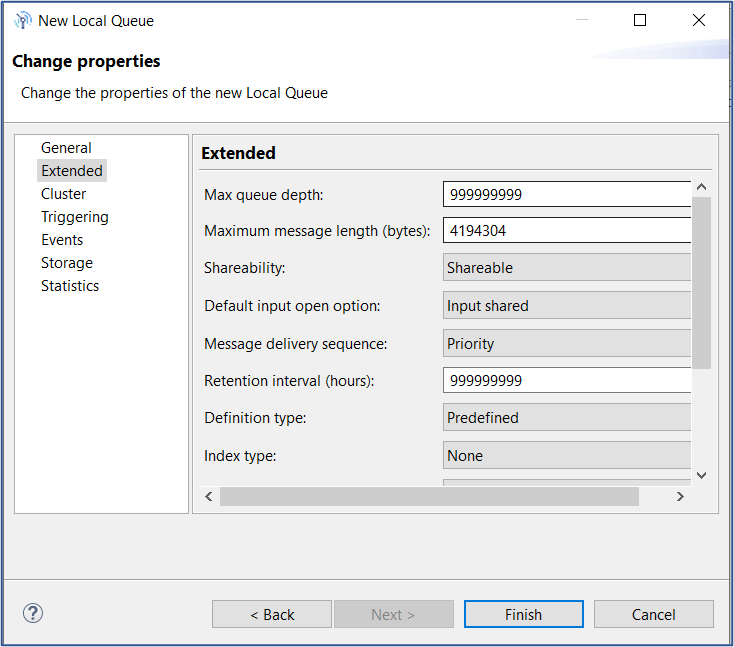 New Local Queue
Change properties
Change the properties of the new Local Queue
General
Extended
Cluster
Triggering
Events
Storage
Statistics
Extended
Max queue depth: 999999999
Maximum message length (bytes): 4194304
Shareability: Shareable
Default input open option: Input shared
Message delivery sequence: Priority
Retention interval (hours): 999999999
Definition type: Predefined
Index type: None
? < Back Next > Finish Cancel